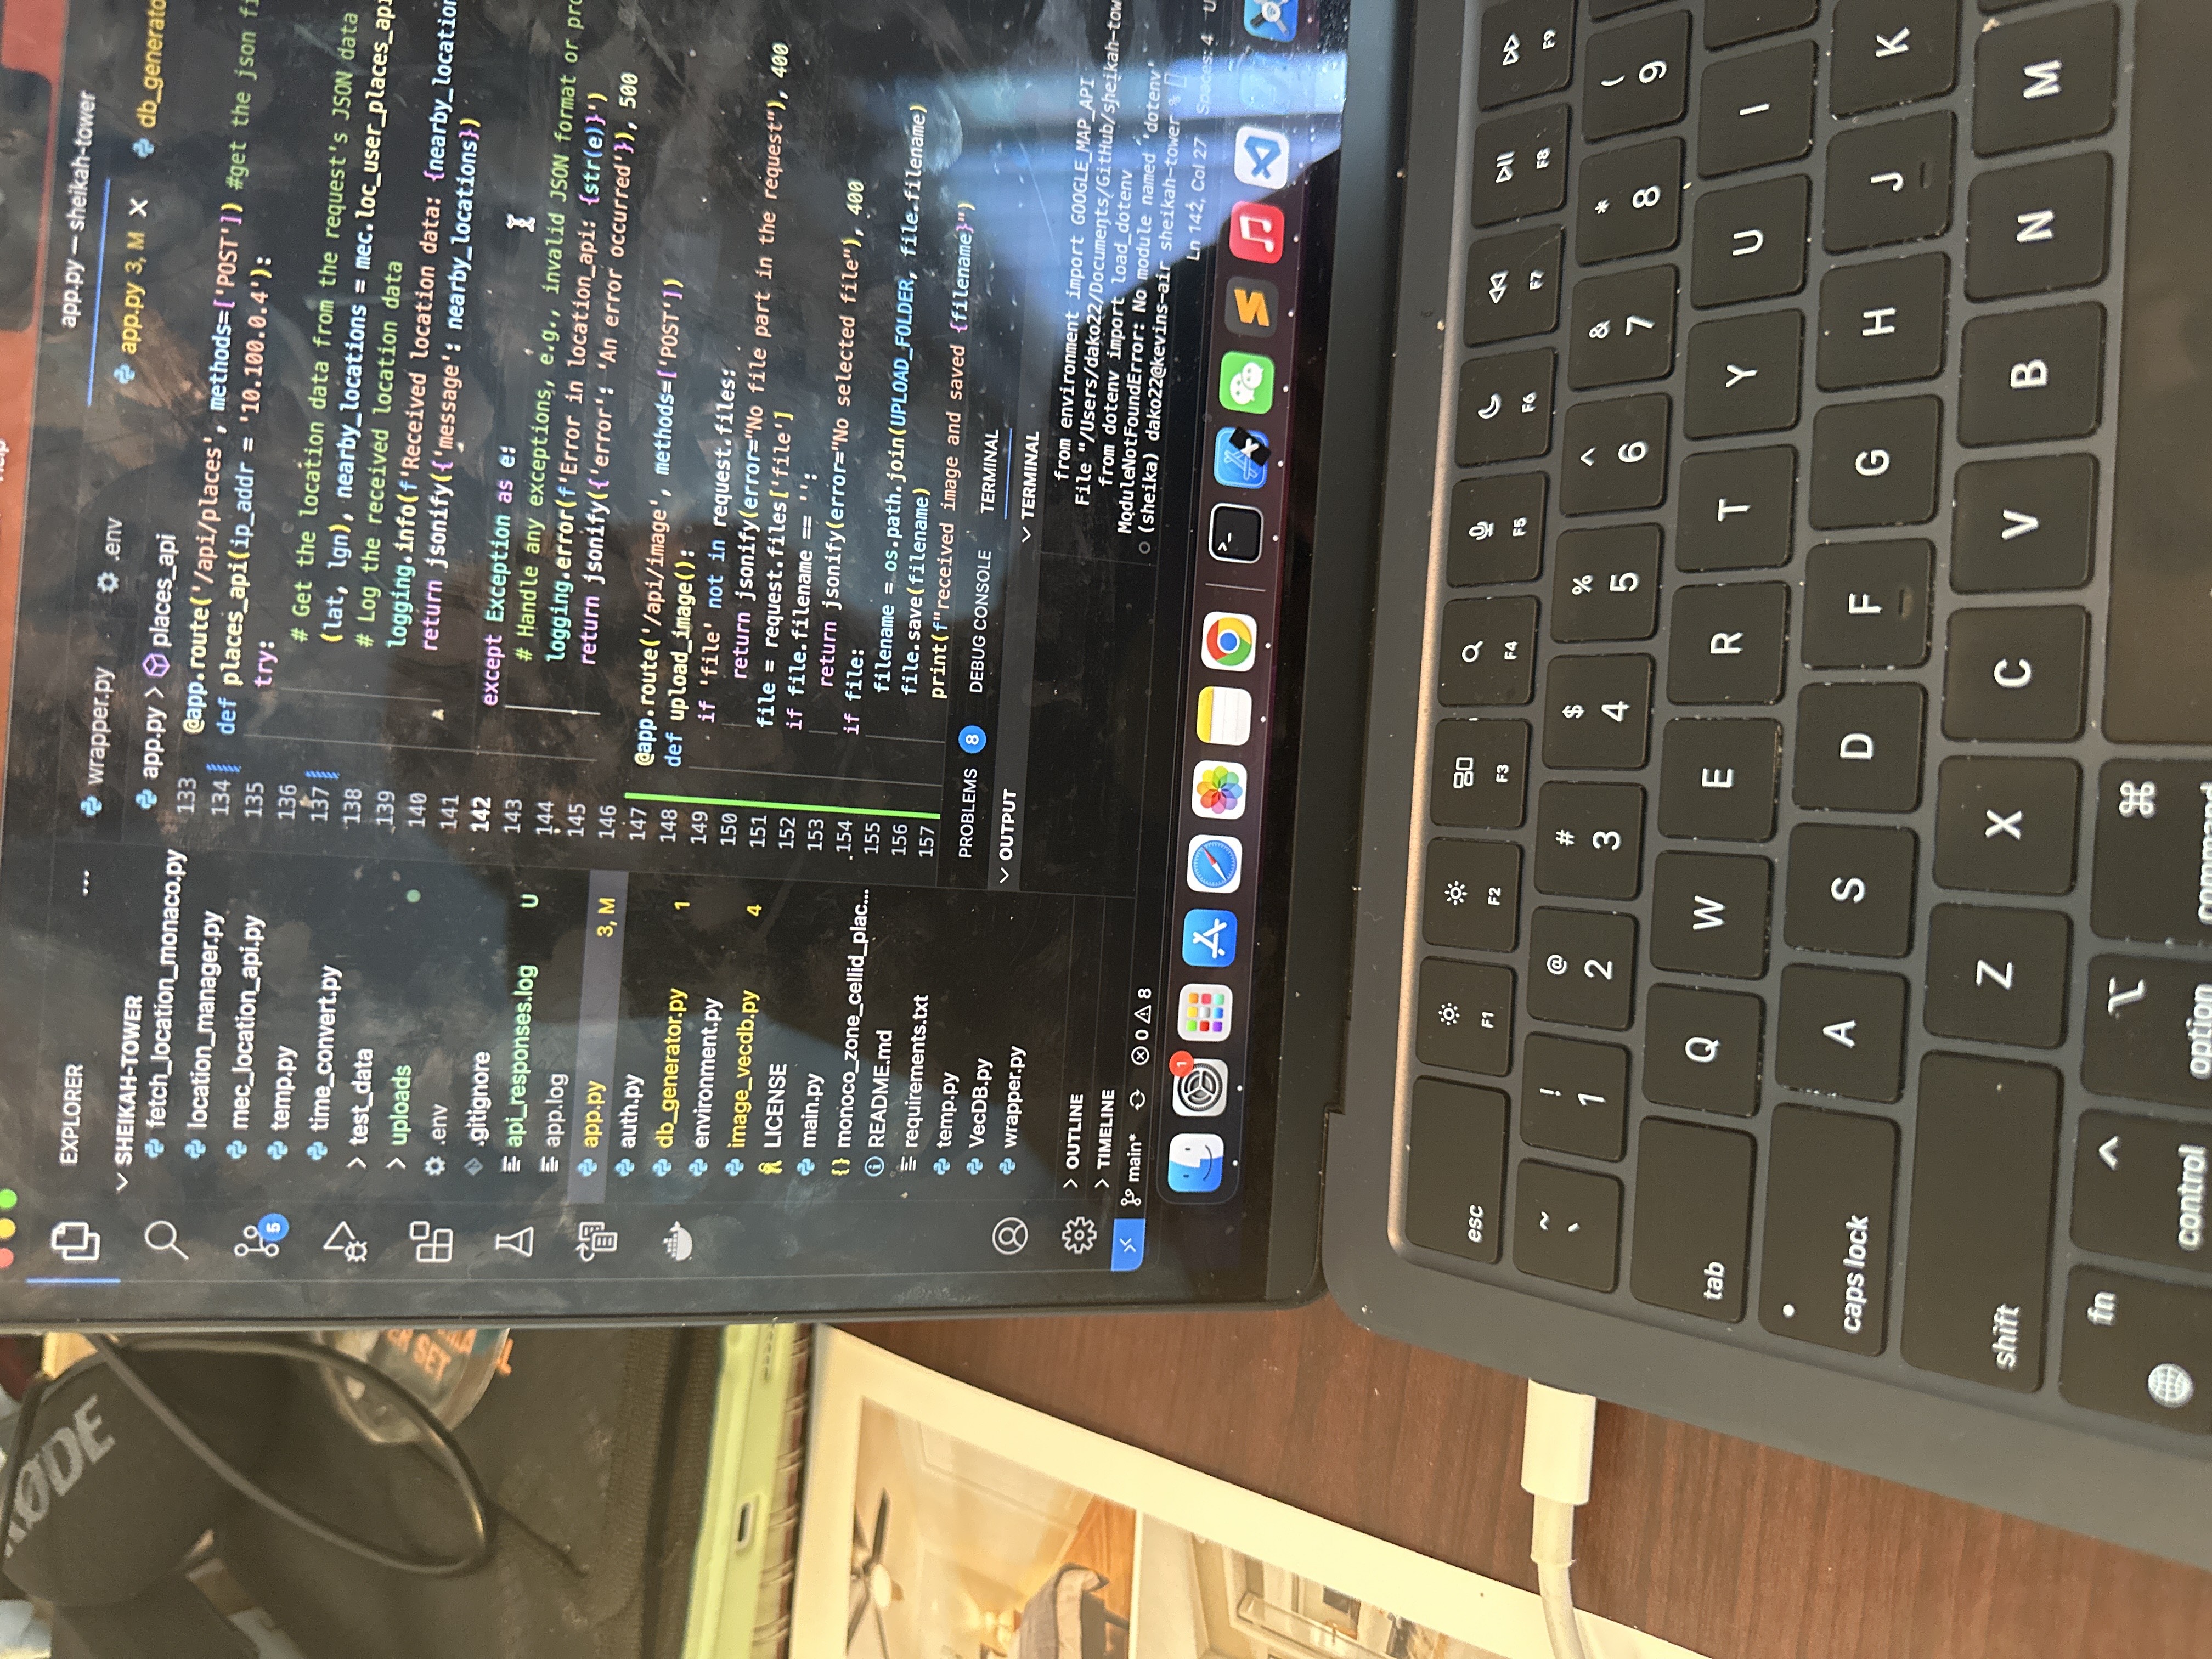 RØDE
Help
app.py — sheikah-tower
EXPLORER
SHEIKAH-TOWER
fetch_location_monaco.py
location_manager.py
mec_location_api.py
temp.py
time_convert.py
test_data
uploads
.env
.gitignore
api_responses.log U
app.log
app.py 3, M
auth.py
db_generator.py 1
environment.py
image_vecdb.py 4
LICENSE
main.py
monoco_zone_cellid_plac...
README.md
requirements.txt
temp.py
VecDB.py
wrapper.py
OUTLINE
TIMELINE
5
wrapper.py
.env
app.py 3, M
app.py > places_api
133 @app.route('/api/places', methods=['POST']) #get the json
134 def places_api(ip_addr = '10.100.0.4'):
135 try:
136 # Get the location data from the request's JSON data
137 (lat, lgn), nearby_locations = mec.loc_user_places_api
138 # Log the received location data
139 logging.info(f'Received location data: {nearby_location
140 return jsonify({'message': nearby_locations})
141
142 except Exception as e:
143 # Handle any exceptions, e.g., invalid JSON format or
144 logging.error(f'Error in location_api: {str(e)}')
145 return jsonify({'error': 'An error occurred'}), 500
146
147 @app.route('/api/image', methods=['POST'])
148 def upload_image():
149 if 'file' not in request.files:
150 return jsonify(error="No file part in the request"), 400
151 file = request.files['file']
152 if file.filename == '':
153 return jsonify(error="No selected file"), 400
154 if file:
155 filename = os.path.join(UPLOAD_FOLDER, file.filename)
156 file.save(filename)
157 print(f"received image and saved {filename}")
PROBLEMS 8 DEBUG CONSOLE TERMINAL
OUTPUT
TERMINAL
from environment import GOOGLE_MAP_API
File "/Users/dako22/Documents/GitHub/sheikah-tow
from dotenv import load_dotenv
ModuleNotFoundError: No module named 'dotenv'
(sheika) dako22@kevins-air sheikah-tower %
main* 0 8
Ln 142, Col 27 Spaces: 4
1
esc F1 F2 F3 F4 F5 F6 F7 F8 F9
~ ` ! 1 @ 2 # 3 $ 4 % 5 ^ 6 & 7 * 8 ( 9
tab Q W E R T Y U I
caps lock A S D F G H J K
shift Z X C V B N M
fn control option command